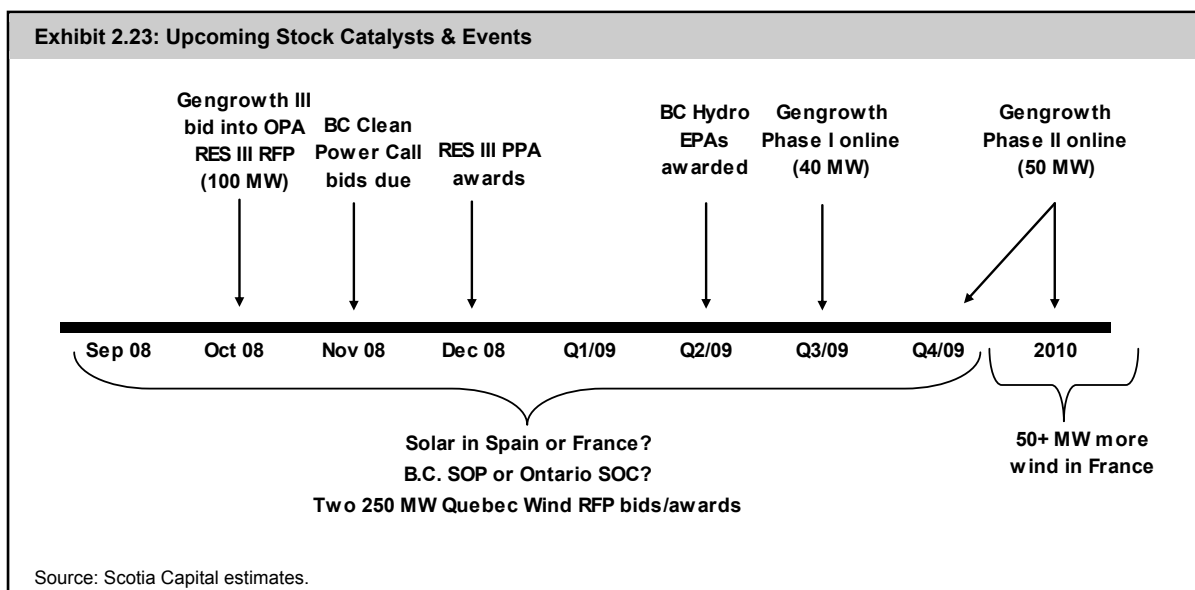 Exhibit 2.23: Upcoming Stock Catalysts & Events
Gengrowth III
bid into OPA
RES III RFP
(100 MW)
BC Clean
Power Call
bids due
RES III PPA
awards
BC Hydro
EPAs
awarded
Gengrowth
Phase I online
(40 MW)
Gengrowth
Phase II online
(50 MW)
Sep 08 Oct 08 Nov 08 Dec 08 Q1/09 Q2/09 Q3/09 Q4/09 2010
Solar in Spain or France?
B.C. SOP or Ontario SOC?
Two 250 MW Quebec Wind RFP bids/awards
50+ MW more
wind in France
Source: Scotia Capital estimates.